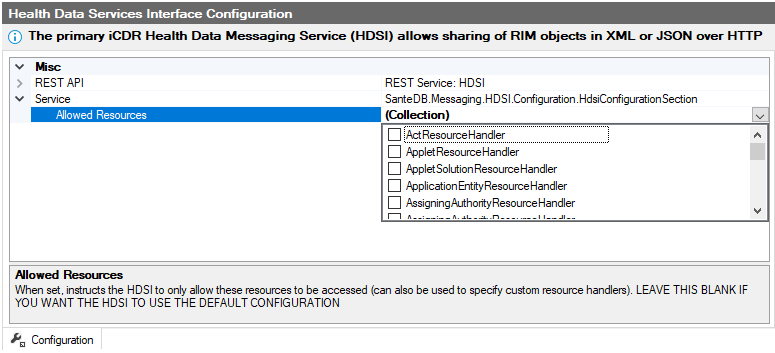 Health Data Services Interface Configuration
The primary iCDR Health Data Messaging Service (HDSI) allows sharing of RIM objects in XML or JSON over HTTP
Misc
REST API REST Service: HDSI
Service SanteDB.Messaging.HDSI.Configuration.HdsiConfigurationSection
Allowed Resources (Collection)
ActResourceHandler
AppletResourceHandler
AppletSolutionResourceHandler
ApplicationEntityResourceHandler
AssigningAuthorityResourceHandler
AssigningAuthorityResourceHandler
Allowed Resources
When set, instructs the HDSI to only allow these resources to be accessed (can also be used to specify custom resource handlers). LEAVE THIS BLANK IF
YOU WANT THE HDSI TO USE THE DEFAULT CONFIGURATION
Configuration